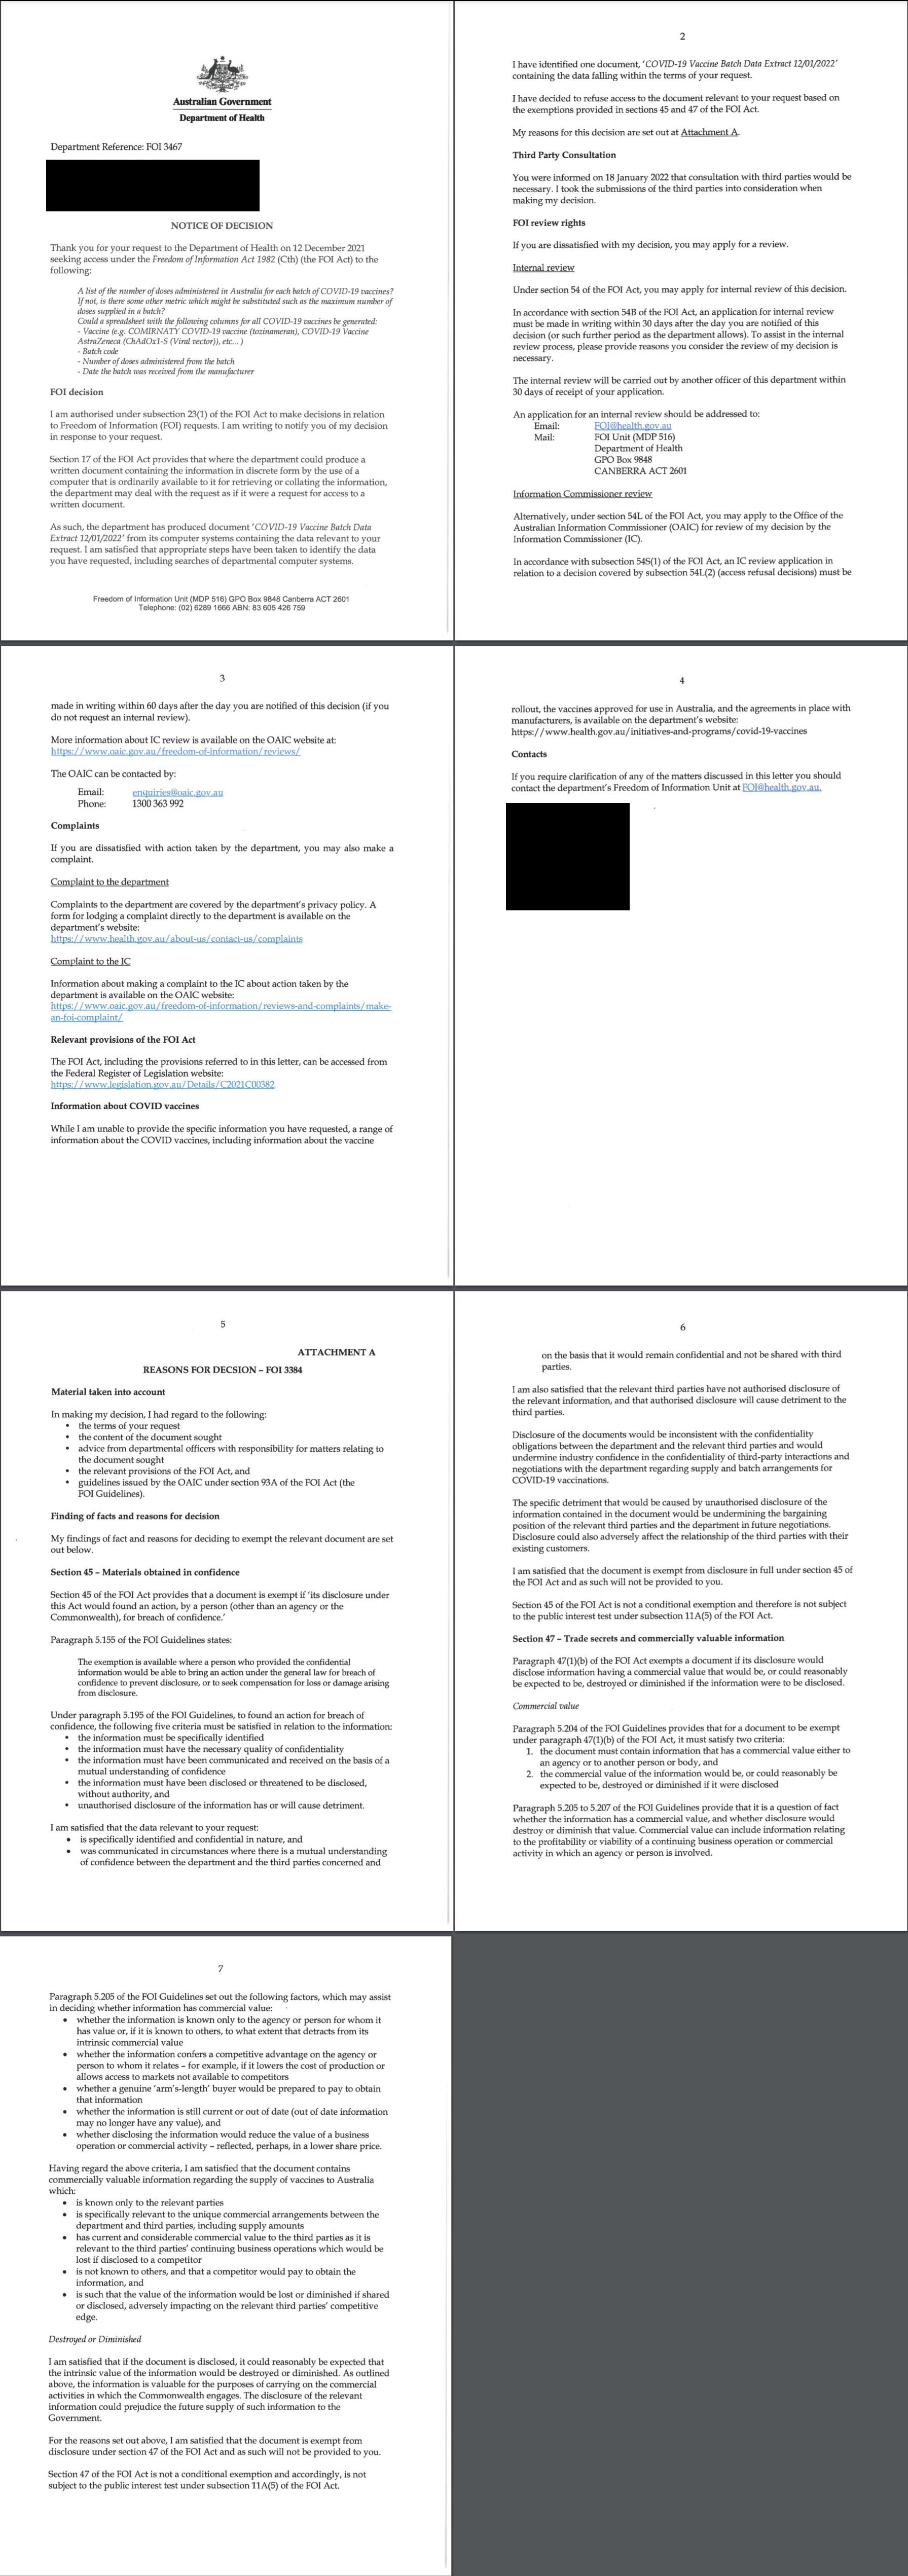 Australian Government
Department of Health
Department Reference: FOI 3467
NOTICE OF DECISION
Thank you for your request to the Department of Health on 12 December 2021
seeking access under the Freedom of Information Act 1982 (Cth) (the FOI Act) to the
following:
A list of the number of doses administered in Australia for each batch of COVID-19 vaccines?
If not, is there some other metric which might be substituted such as the maximum number of
doses supplied in a batch?
Could a spreadsheet with the following columns for all COVID-19 vaccines be generated:
- Vaccine (e.g. COMIRNATY COVID-19 vaccine (tozinameran), COVID-19 Vaccine
AstraZeneca (ChAdOx1-S (Viral vector)), etc... )
- Batch code
- Number of doses administered from the batch
- Date the batch was received from the manufacturer
FOI decision
I am authorised under subsection 23(1) of the FOI Act to make decisions in relation
to Freedom of Information (FOI) requests. I am writing to notify you of my decision
in response to your request.
Section 17 of the FOI Act provides that where the department could produce a
written document containing the information in discrete form by the use of a
computer that is ordinarily available to it for retrieving or collating the information,
the department may deal with the request as if it were a request for access to a
written document.
As such, the department has produced document ‘COVID-19 Vaccine Batch Data
Extract 12/01/2022’ from its computer systems containing the data relevant to your
request. I am satisfied that appropriate steps have been taken to identify the data
you have requested, including searches of departmental computer systems.
Freedom of Information Unit (MDP 516) GPO Box 9848 Canberra ACT 2601
Telephone: (02) 6289 1666 ABN: 83 605 426 759
2
I have identified one document, ‘COVID-19 Vaccine Batch Data Extract 12/01/2022’
containing the data falling within the terms of your request.
I have decided to refuse access to the document relevant to your request based on
the exemptions provided in sections 45 and 47 of the FOI Act.
My reasons for this decision are set out at Attachment A.
Third Party Consultation
You were informed on 18 January 2022 that consultation with third parties would be
necessary. I took the submissions of the third parties into consideration when
making my decision.
FOI review rights
If you are dissatisfied with my decision, you may apply for a review.
Internal review
Under section 54 of the FOI Act, you may apply for internal review of this decision.
In accordance with section 54B of the FOI Act, an application for internal review
must be made in writing within 30 days after the day you are notified of this
decision (or such further period as the department allows). To assist in the internal
review process, please provide reasons you consider the review of my decision is
necessary.
The internal review will be carried out by another officer of this department within
30 days of receipt of your application.
An application for an internal review should be addressed to:
Email: FOI@health.gov.au
Mail: FOI Unit (MDP 516)
Department of Health
GPO Box 9848
CANBERRA ACT 2601
Information Commissioner review
Alternatively, under section 54L of the FOI Act, you may apply to the Office of the
Australian Information Commissioner (OAIC) for review of my decision by the
Information Commissioner (IC).
In accordance with subsection 54S(1) of the FOI Act, an IC review application in
relation to a decision covered by subsection 54L(2) (access refusal decisions) must be
3
made in writing within 60 days after the day you are notified of this decision (if you
do not request an internal review).
More information about IC review is available on the OAIC website at:
https://www.oaic.gov.au/freedom-of-information/reviews/
The OAIC can be contacted by:
Email: enquiries@oaic.gov.au
Phone: 1300 363 992
Complaints
If you are dissatisfied with action taken by the department, you may also make a
complaint.
Complaint to the department
Complaints to the department are covered by the department’s privacy policy. A
form for lodging a complaint directly to the department is available on the
department’s website:
https://www.health.gov.au/about-us/contact-us/complaints
Complaint to the IC
Information about making a complaint to the IC about action taken by the
department is available on the OAIC website:
https://www.oaic.gov.au/freedom-of-information/reviews-and-complaints/make-
an-foi-complaint/
Relevant provisions of the FOI Act
The FOI Act, including the provisions referred to in this letter, can be accessed from
the Federal Register of Legislation website:
https://www.legislation.gov.au/Details/C2021C00382
Information about COVID vaccines
While I am unable to provide the specific information you have requested, a range of
information about the COVID vaccines, including information about the vaccine
4
rollout, the vaccines approved for use in Australia, and the agreements in place with
manufacturers, is available on the department’s website:
https://www.health.gov.au/initiatives-and-programs/covid-19-vaccines
Contacts
If you require clarification of any of the matters discussed in this letter you should
contact the department’s Freedom of Information Unit at FOI@health.gov.au.
5
ATTACHMENT A
REASONS FOR DECSION – FOI 3384
Material taken into account
In making my decision, I had regard to the following:
• the terms of your request
• the content of the document sought
• advice from departmental officers with responsibility for matters relating to
the document sought
• the relevant provisions of the FOI Act, and
• guidelines issued by the OAIC under section 93A of the FOI Act (the
FOI Guidelines).
Finding of facts and reasons for decision
My findings of fact and reasons for deciding to exempt the relevant document are set
out below.
Section 45 – Materials obtained in confidence
Section 45 of the FOI Act provides that a document is exempt if ‘its disclosure under
this Act would found an action, by a person (other than an agency or the
Commonwealth), for breach of confidence.’
Paragraph 5.155 of the FOI Guidelines states:
The exemption is available where a person who provided the confidential
information would be able to bring an action under the general law for breach of
confidence to prevent disclosure, or to seek compensation for loss or damage arising
from disclosure.
Under paragraph 5.195 of the FOI Guidelines, to found an action for breach of
confidence, the following five criteria must be satisfied in relation to the information:
• the information must be specifically identified
• the information must have the necessary quality of confidentiality
• the information must have been communicated and received on the basis of a
mutual understanding of confidence
• the information must have been disclosed or threatened to be disclosed,
without authority, and
• unauthorised disclosure of the information has or will cause detriment.
I am satisfied that the data relevant to your request:
• is specifically identified and confidential in nature, and
• was communicated in circumstances where there is a mutual understanding
of confidence between the department and the third parties concerned and
6
on the basis that it would remain confidential and not be shared with third
parties.
I am also satisfied that the relevant third parties have not authorised disclosure of
the relevant information, and that authorised disclosure will cause detriment to the
third parties.
Disclosure of the documents would be inconsistent with the confidentiality
obligations between the department and the relevant third parties and would
undermine industry confidence in the confidentiality of third-party interactions and
negotiations with the department regarding supply and batch arrangements for
COVID-19 vaccinations.
The specific detriment that would be caused by unauthorised disclosure of the
information contained in the document would be undermining the bargaining
position of the relevant third parties and the department in future negotiations.
Disclosure could also adversely affect the relationship of the third parties with their
existing customers.
I am satisfied that the document is exempt from disclosure in full under section 45 of
the FOI Act and as such will not be provided to you.
Section 45 of the FOI Act is not a conditional exemption and therefore is not subject
to the public interest test under subsection 11A(5) of the FOI Act.
Section 47 – Trade secrets and commercially valuable information
Paragraph 47(1)(b) of the FOI Act exempts a document if its disclosure would
disclose information having a commercial value that would be, or could reasonably
be expected to be, destroyed or diminished if the information were to be disclosed.
Commercial value
Paragraph 5.204 of the FOI Guidelines provides that for a document to be exempt
under paragraph 47(1)(b) of the FOI Act, it must satisfy two criteria:
1. the document must contain information that has a commercial value either to
an agency or to another person or body, and
2. the commercial value of the information would be, or could reasonably be
expected to be, destroyed or diminished if it were disclosed
Paragraph 5.205 to 5.207 of the FOI Guidelines provide that it is a question of fact
whether the information has a commercial value, and whether disclosure would
destroy or diminish that value. Commercial value can include information relating
to the profitability or viability of a continuing business operation or commercial
activity in which an agency or person is involved.
7
Paragraph 5.205 of the FOI Guidelines set out the following factors, which may assist
in deciding whether information has commercial value:
• whether the information is known only to the agency or person for whom it
has value or, if it is known to others, to what extent that detracts from its
intrinsic commercial value
• whether the information confers a competitive advantage on the agency or
person to whom it relates – for example, if it lowers the cost of production or
allows access to markets not available to competitors
• whether a genuine ‘arm’s-length’ buyer would be prepared to pay to obtain
that information
• whether the information is still current or out of date (out of date information
may no longer have any value), and
• whether disclosing the information would reduce the value of a business
operation or commercial activity – reflected, perhaps, in a lower share price.
Having regard the above criteria, I am satisfied that the document contains
commercially valuable information regarding the supply of vaccines to Australia
which:
• is known only to the relevant parties
• is specifically relevant to the unique commercial arrangements between the
department and third parties, including supply amounts
• has current and considerable commercial value to the third parties as it is
relevant to the third parties’ continuing business operations which would be
lost if disclosed to a competitor
• is not known to others, and that a competitor would pay to obtain the
information, and
• is such that the value of the information would be lost or diminished if shared
or disclosed, adversely impacting on the relevant third parties’ competitive
edge.
Destroyed or Diminished
I am satisfied that if the document is disclosed, it could reasonably be expected that
the intrinsic value of the information would be destroyed or diminished. As outlined
above, the information is valuable for the purposes of carrying on the commercial
activities in which the Commonwealth engages. The disclosure of the relevant
information could prejudice the future supply of such information to the
Government.
For the reasons set out above, I am satisfied that the document is exempt from
disclosure under section 47 of the FOI Act and as such will not be provided to you.
Section 47 of the FOI Act is not a conditional exemption and accordingly, is not
subject to the public interest test under subsection 11A(5) of the FOI Act.